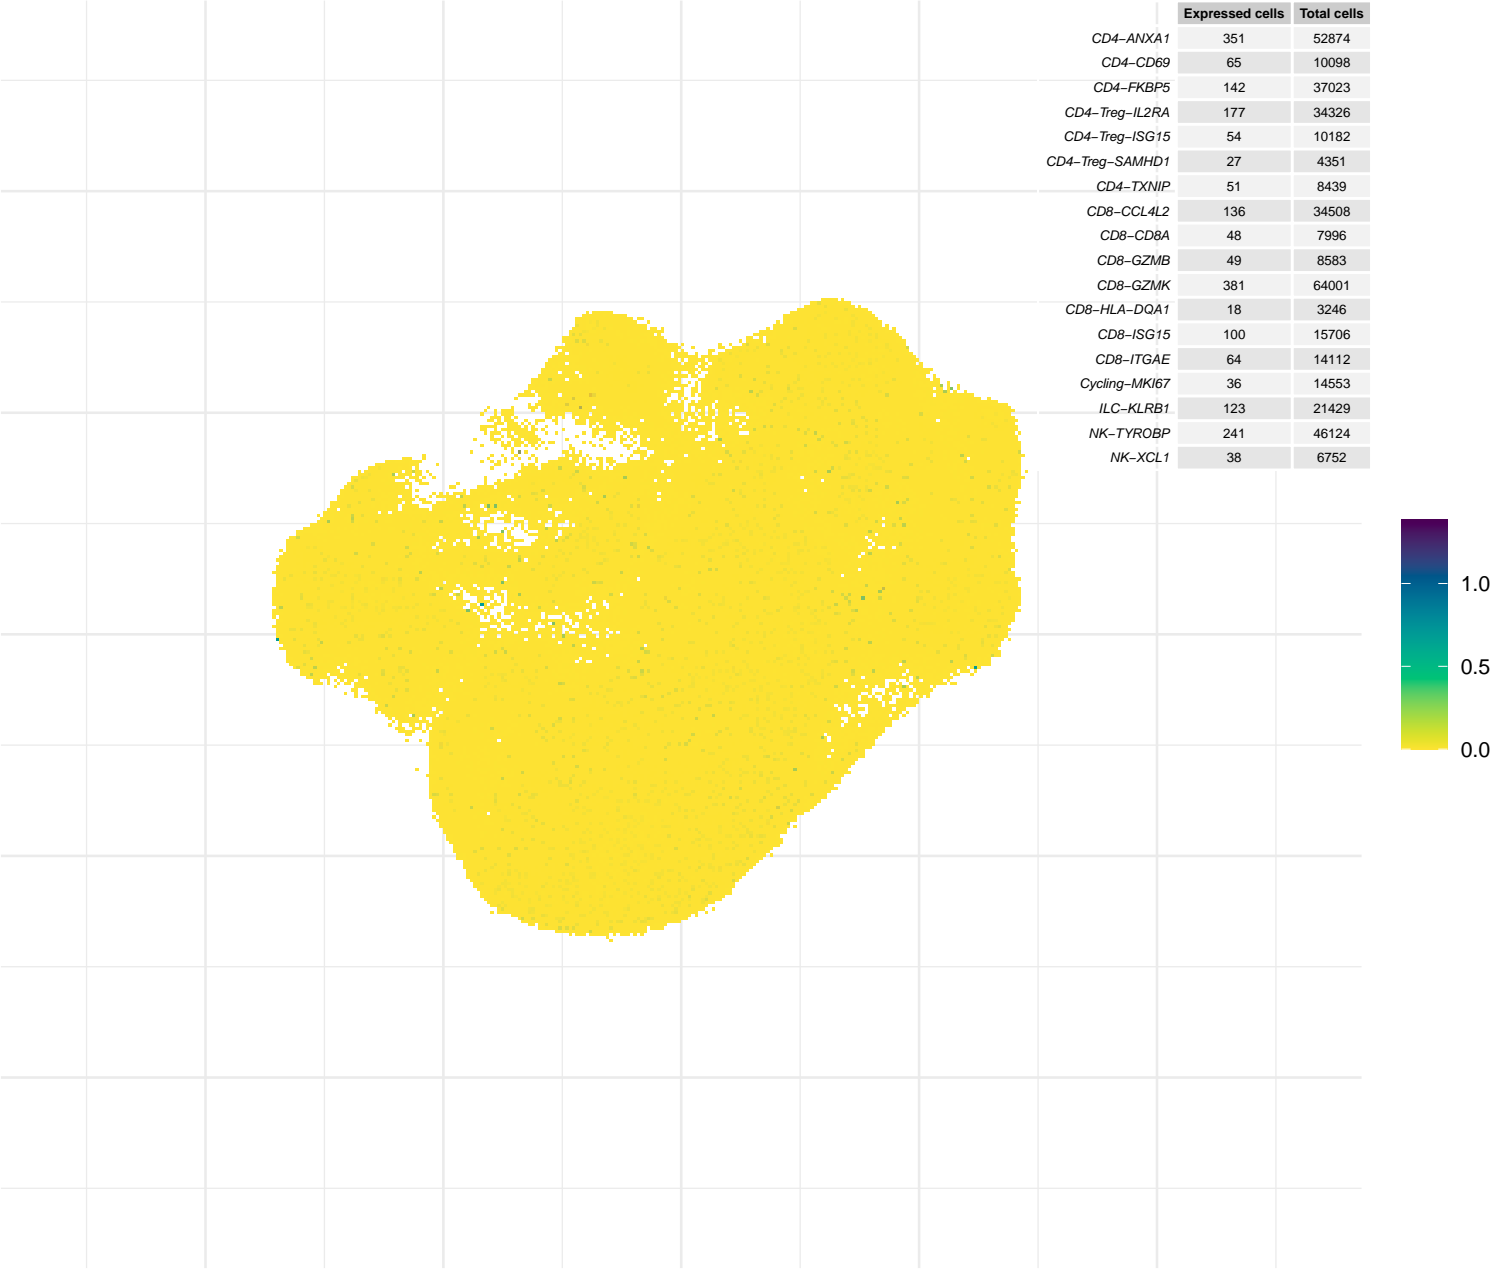 Expressed cells Total cells
CD4−ANXA1 351 52874
CD4−CD69 65 10098
CD4−FKBP5 142 37023
CD4−Treg−IL2RA 177 34326
CD4−Treg−ISG15 54 10182
CD4−Treg−SAMHD1 27 4351
CD4−TXNIP 51 8439
CD8−CCL4L2 136 34508
CD8−CD8A 48 7996
CD8−GZMB 49 8583
CD8−GZMK 381 64001
CD8−HLA−DQA1 18 3246
CD8−ISG15 100 15706
CD8−ITGAE 64 14112
Cycling−MKI67 36 14553
ILC−KLRB1 123 21429
NK−TYROBP 241 46124
NK−XCL1 38 6752
1.0
0.5
0.0